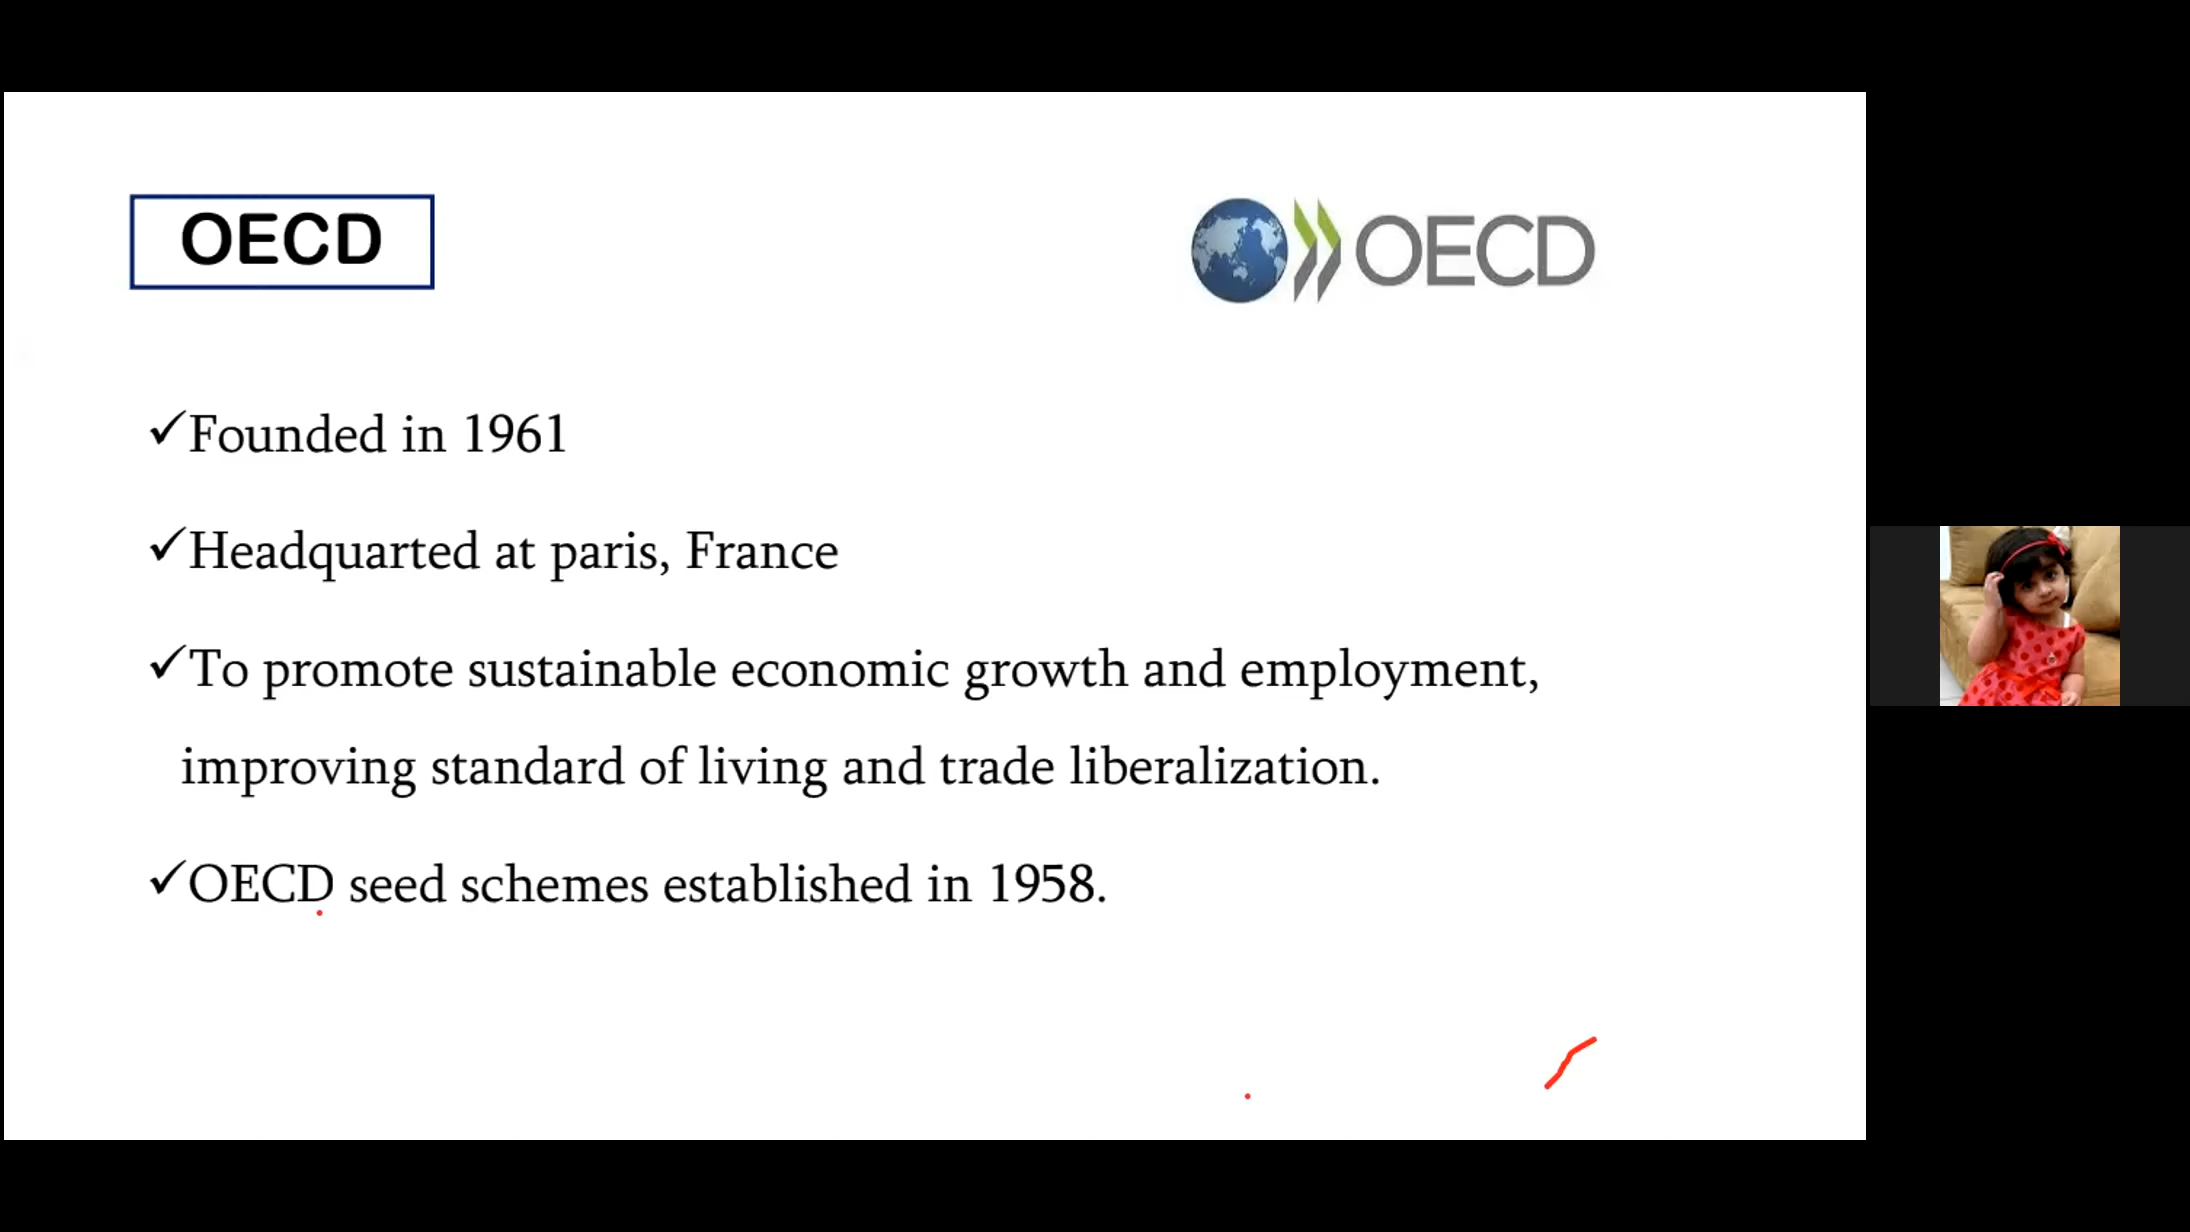 OECD
OECD
✓Founded in 1961
✓Headquarted at paris, France
✓To promote sustainable economic growth and employment,
improving standard of living and trade liberalization.
✓OECD seed schemes established in 1958.